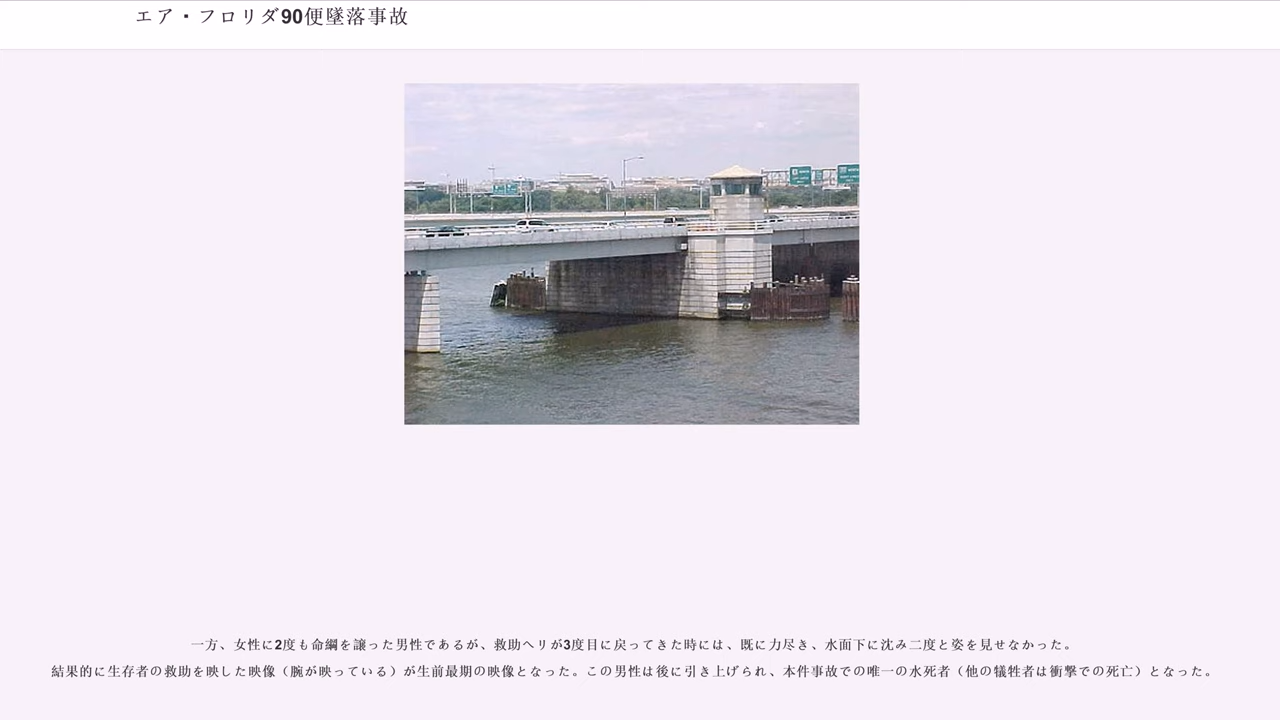 エア・フロリダ90便墜落事故
一方、女性に2度も命綱を譲った男性であるが、救助ヘリが3度目に戻ってきた時には、既に力尽き、水面下に沈み二度と姿を見せなかった。
結果的に生存者の救助を映した映像（腕が映っている）が生前最期の映像となった。この男性は後に引き上げられ、本件事故での唯一の水死者（他の犠牲者は衝撃での死亡）となった。